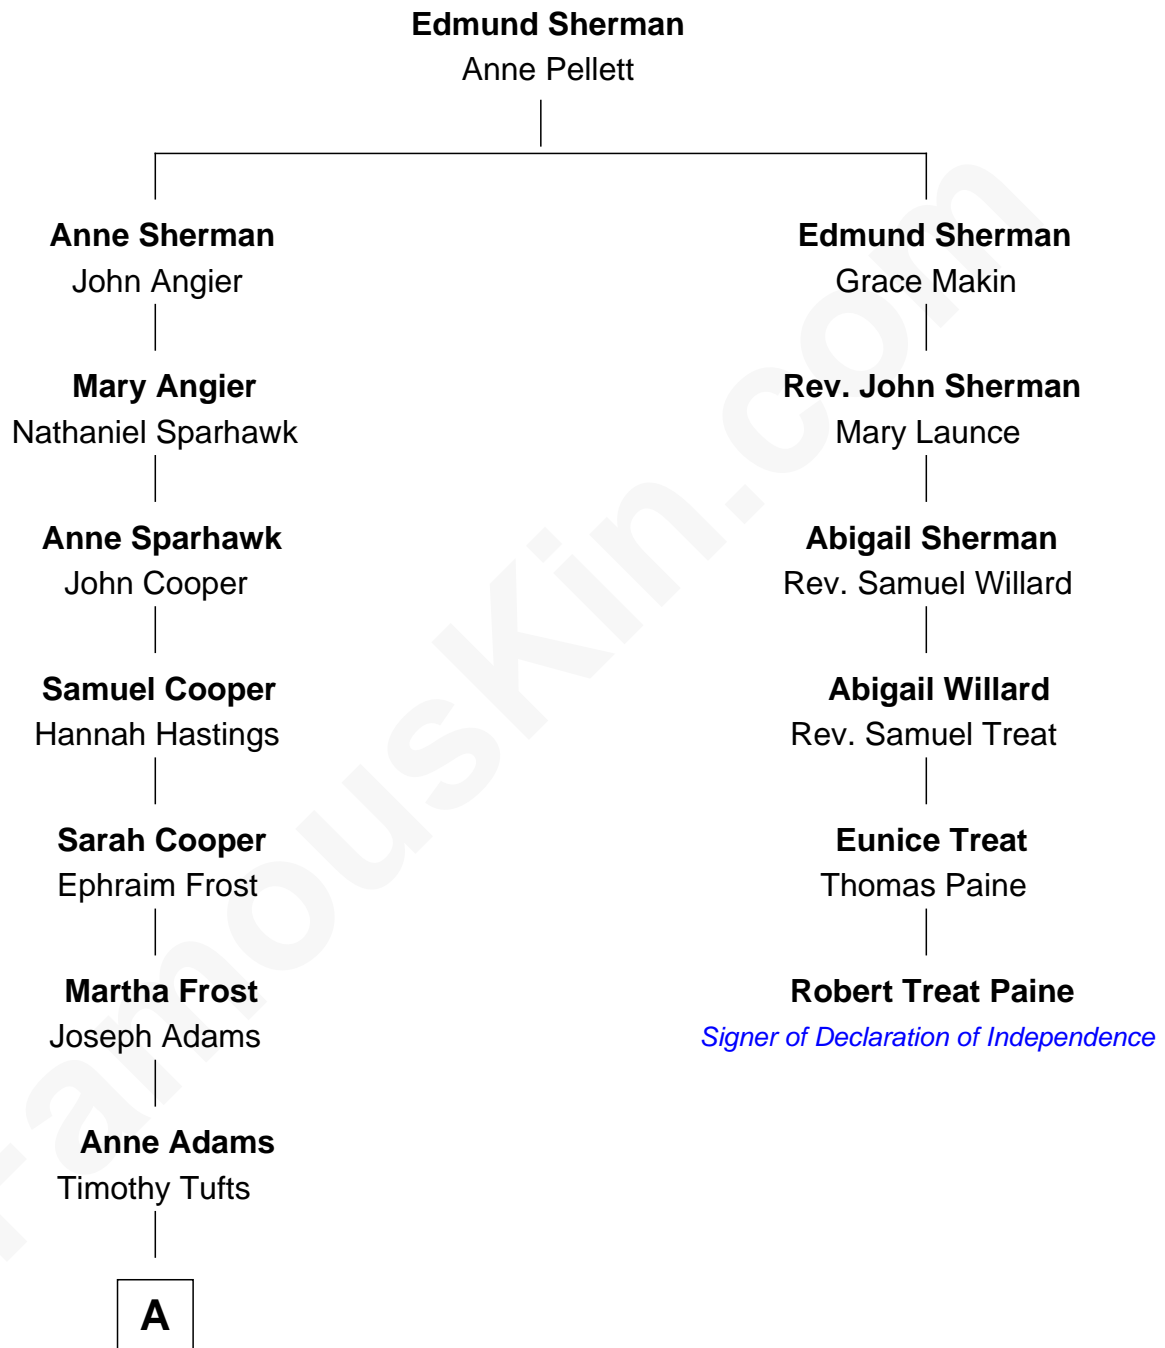 Edmund Sherman
Anne Pellett
Anne Sherman
John Angier
Edmund Sherman
Grace Makin
Mary Angier
Nathaniel Sparhawk
Rev. John Sherman
Mary Launce
Anne Sparhawk
John Cooper
Abigail Sherman
Rev. Samuel Willard
Samuel Cooper
Hannah Hastings
Abigail Willard
Rev. Samuel Treat
Sarah Cooper
Ephraim Frost
Eunice Treat
Thomas Paine
Martha Frost
Joseph Adams
Robert Treat Paine
Signer of Declaration of Independence
Anne Adams
Timothy Tufts
A
FamousKin.com